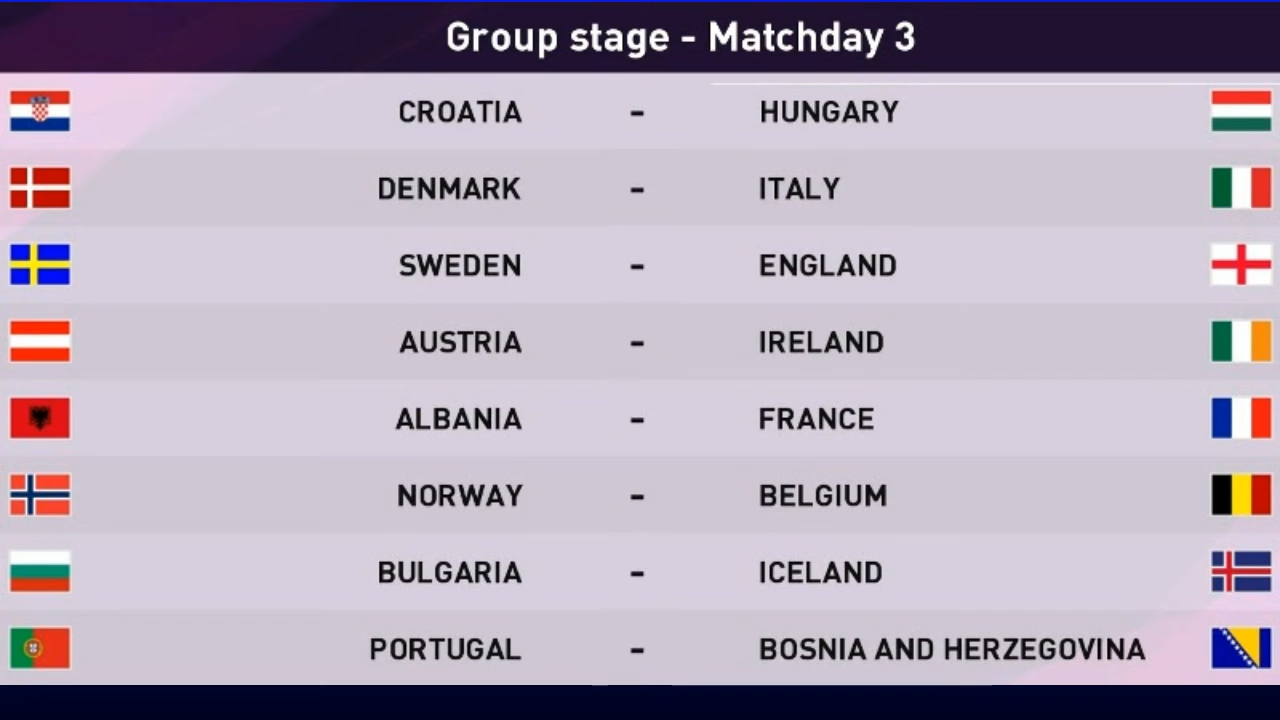 Group stage - Matchday 3
CROATIA - HUNGARY
DENMARK - ITALY
SWEDEN - ENGLAND
AUSTRIA - IRELAND
ALBANIA - FRANCE
NORWAY - BELGIUM
BULGARIA - ICELAND
PORTUGAL - BOSNIA AND HERZEGOVINA